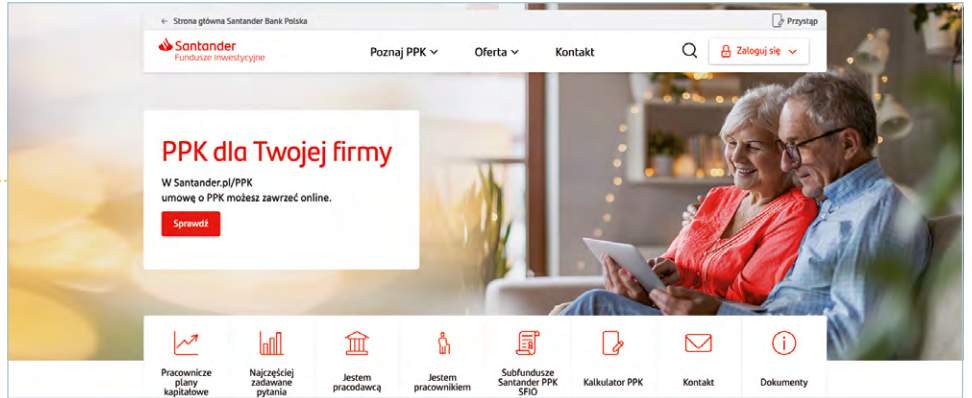 ← Strona główna Santander Bank Polska
Przystąp
Santander
Fundusze Inwestycyjne
Poznaj PPK
Oferta
Kontakt
Zaloguj się
PPK dla Twojej firmy
W Santander.pl/PPK
umowę o PPK możesz zawrzeć online.
Sprawdź
Pracownicze
plany
kapitałowe
Najczęściej
zadawane
pytania
Jestem
pracodawcą
Jestem
pracownikiem
Subfundusze
Santander PPK
SFIO
Kalkulator PPK
Kontakt
Dokumenty